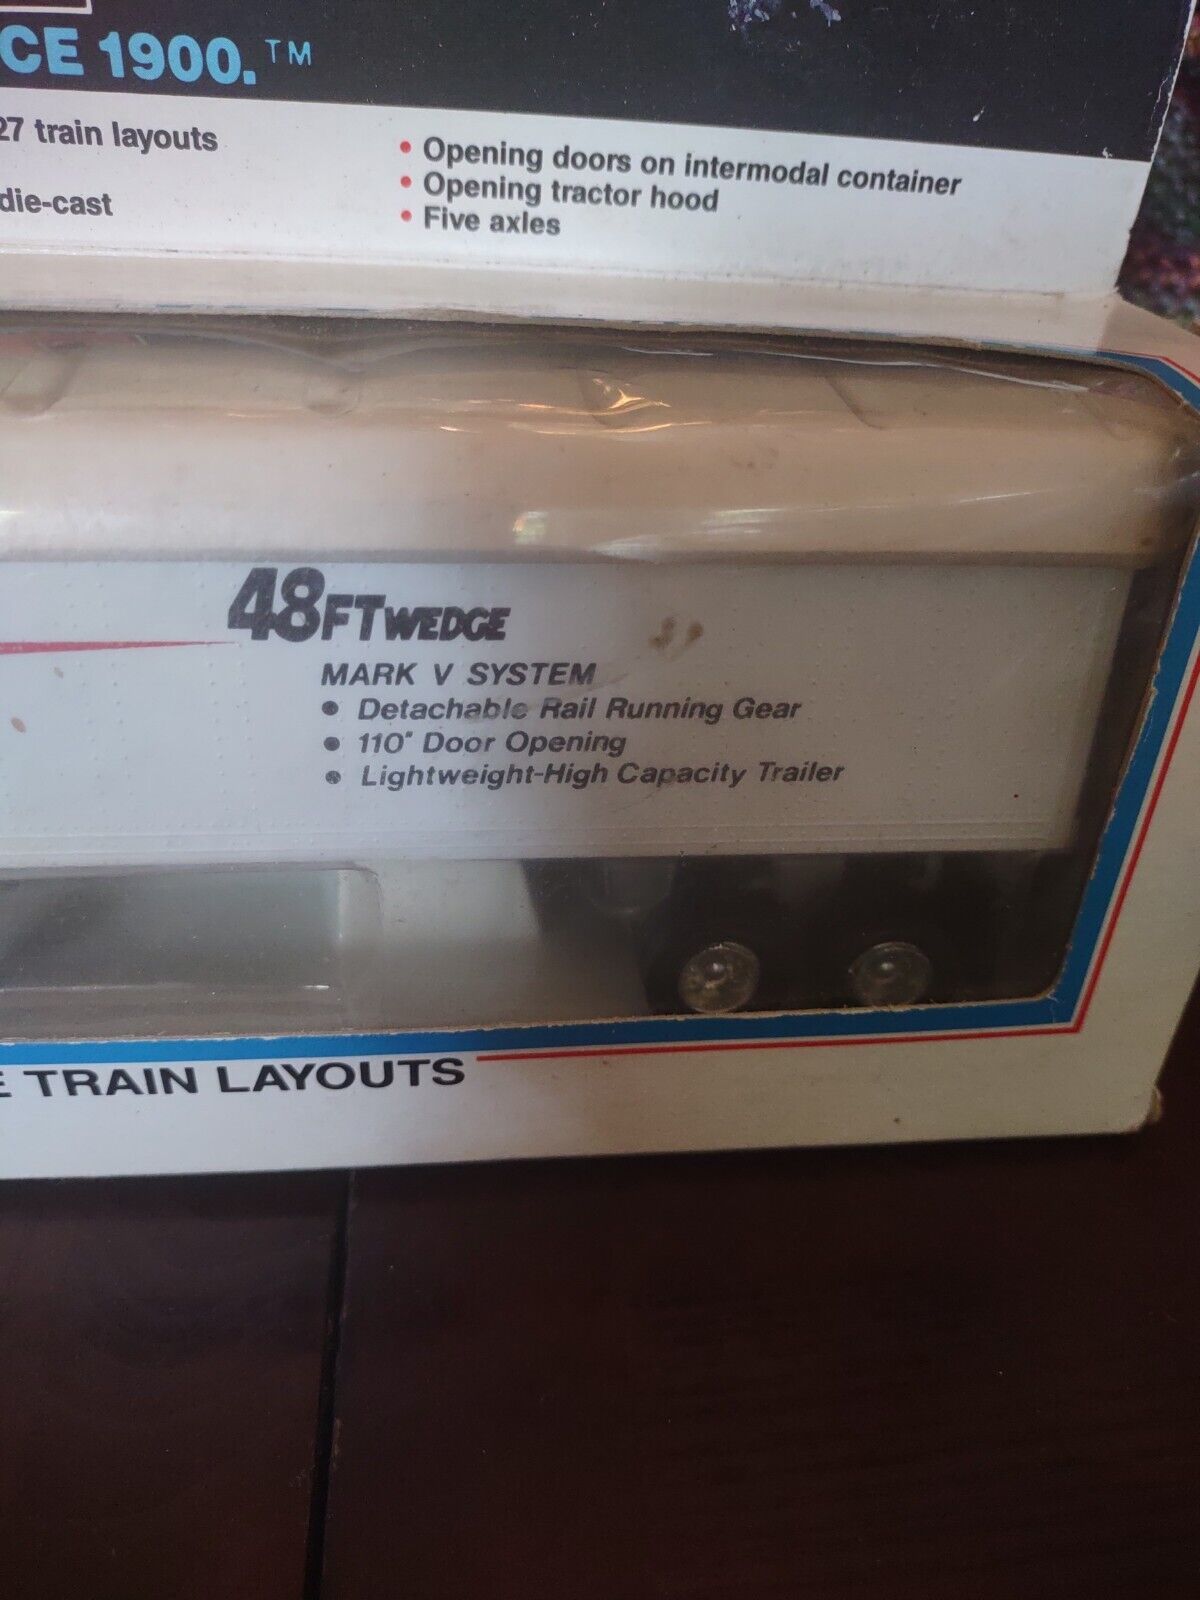 CE 1900.™
27 train layouts
die-cast
• Opening doors on intermodal container
• Opening tractor hood
• Five axles
48FTWEDGE
MARK V SYSTEM
• Detachable Rail Running Gear
• 110" Door Opening
• Lightweight-High Capacity Trailer
E TRAIN LAYOUTS